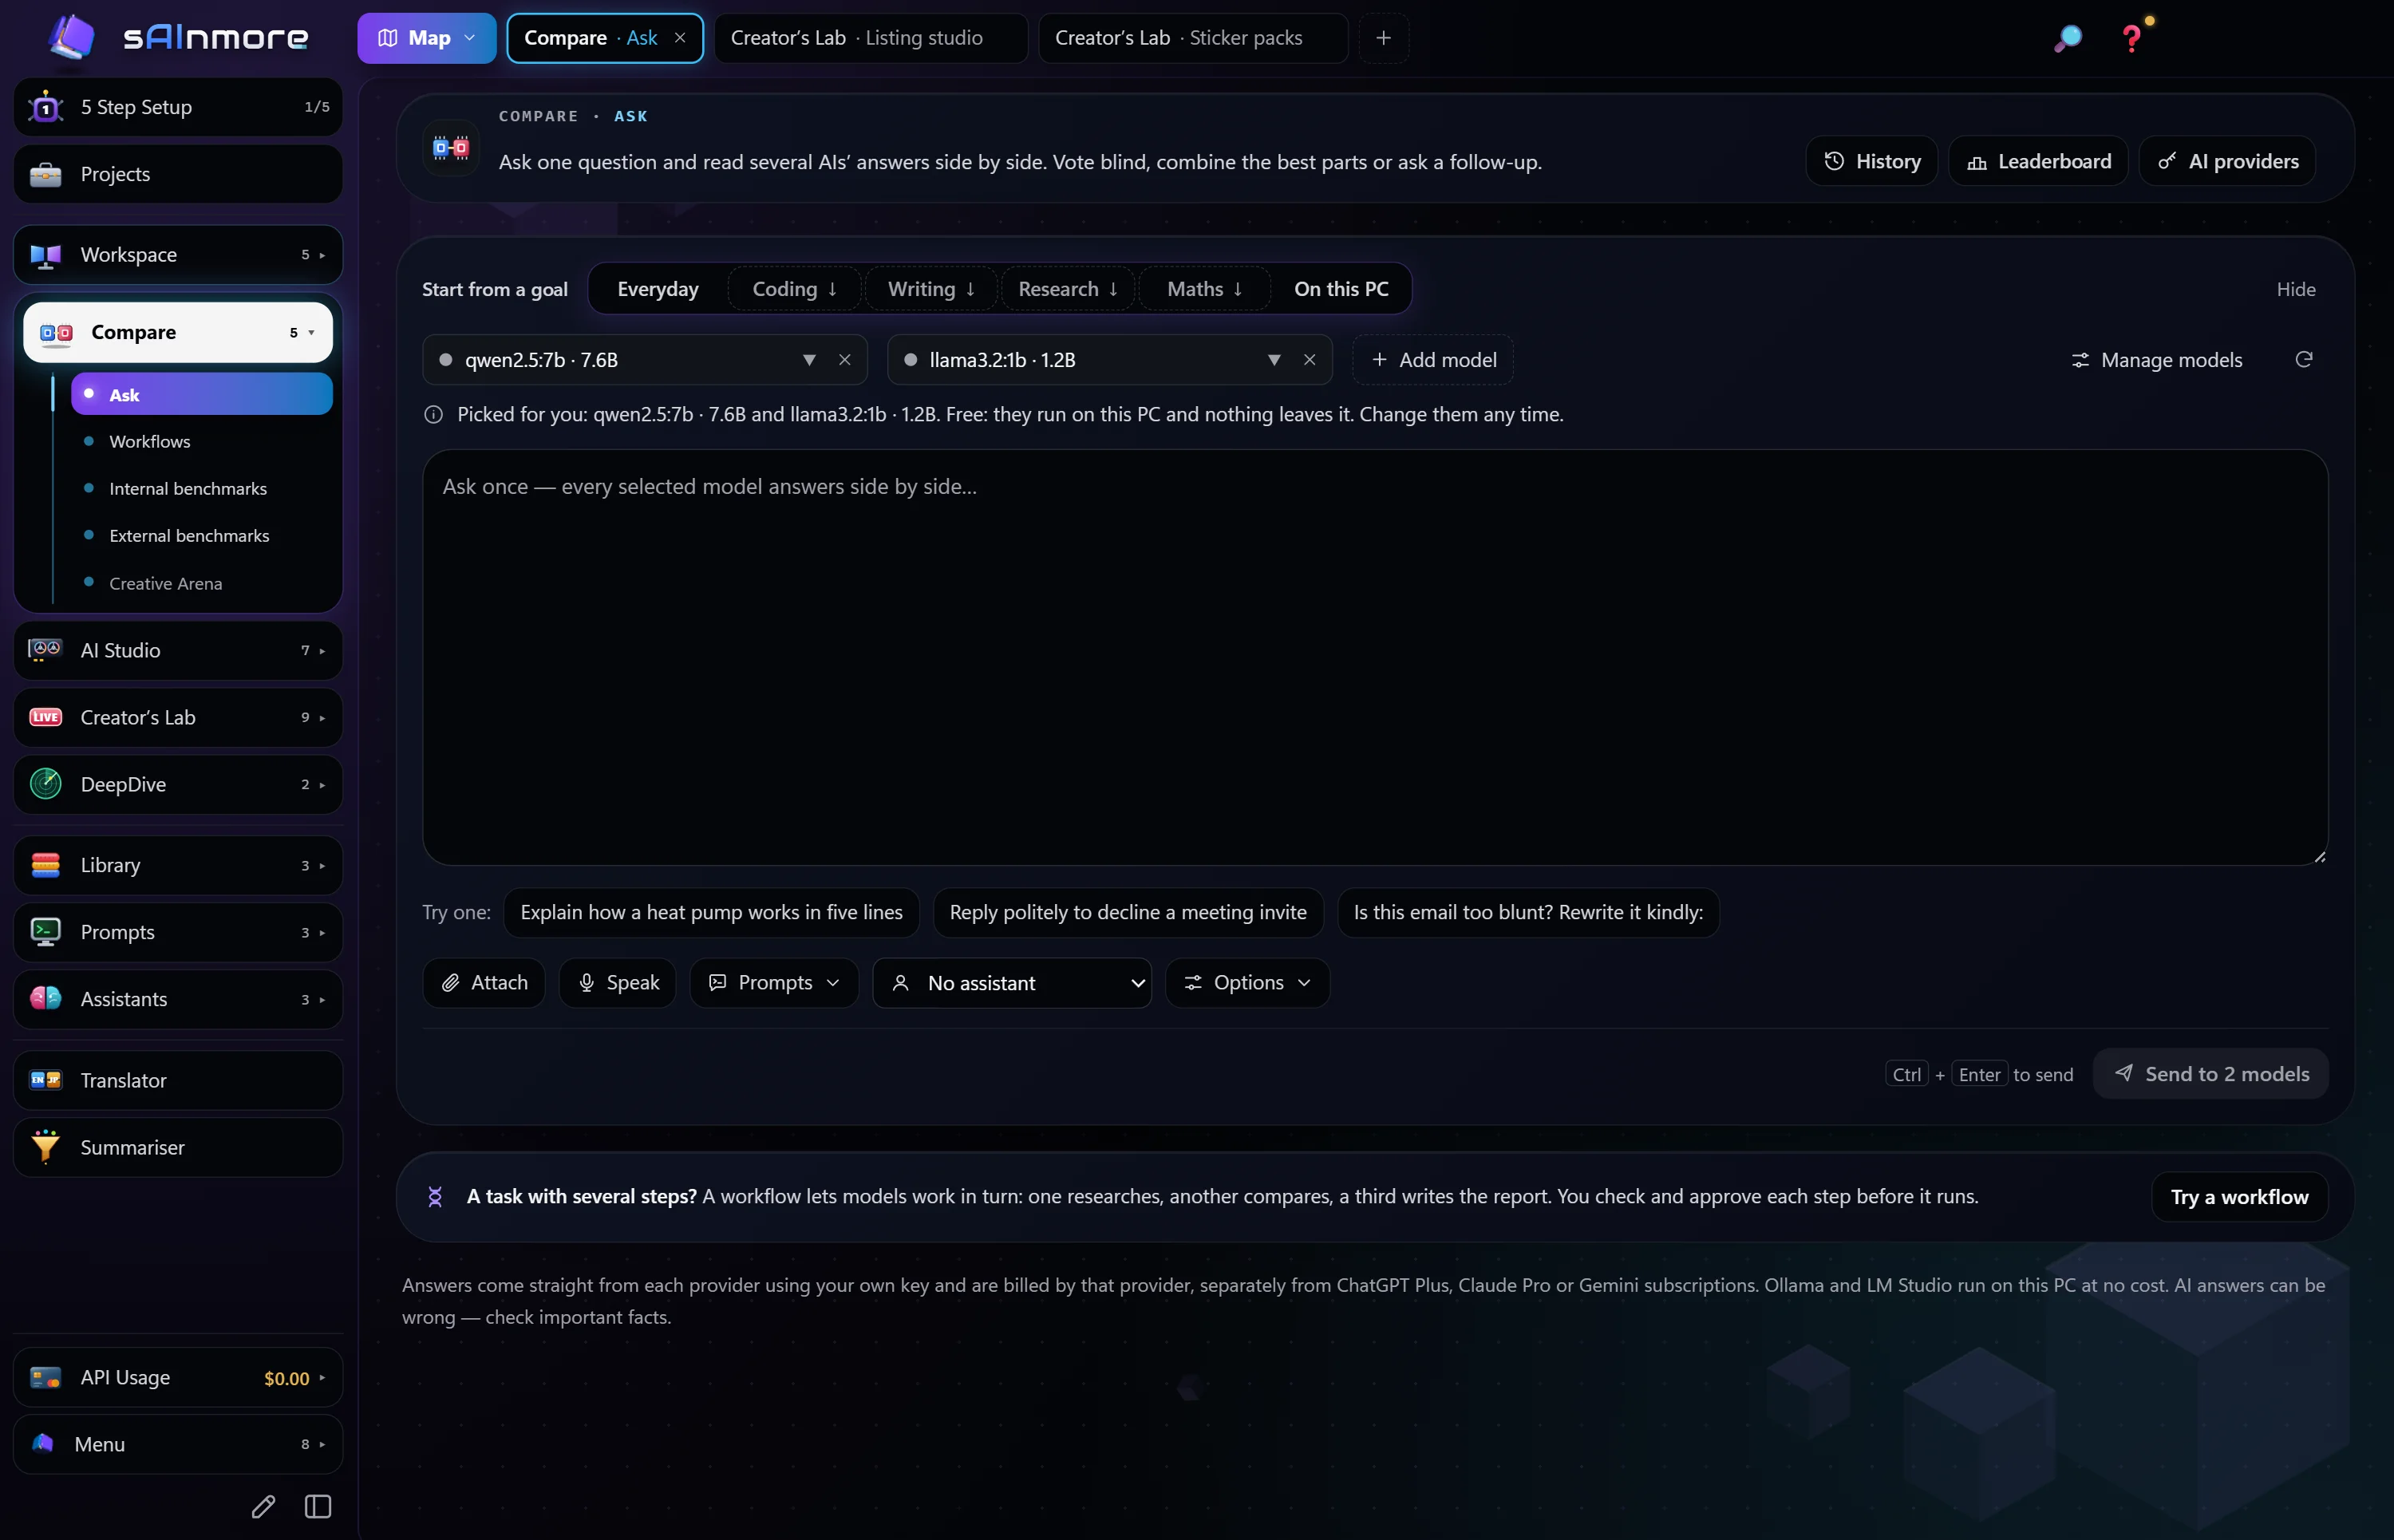 sAInmore
Map
Compare · Ask ×
Creator’s Lab · Listing studio
Creator’s Lab · Sticker packs
+
5 Step Setup 1/5
Projects
Workspace 5
Compare 5
Ask
Workflows
Internal benchmarks
External benchmarks
Creative Arena
AI Studio 7
LIVE Creator’s Lab 9
DeepDive 2
Library 3
Prompts 3
Assistants 3
Translator
Summariser
API Usage $0.00
Menu 8
COMPARE · ASK
Ask one question and read several AIs’ answers side by side. Vote blind, combine the best parts or ask a follow-up.
History
Leaderboard
AI providers
Start from a goal
Everyday
Coding ↓
Writing ↓
Research ↓
Maths ↓
On this PC
Hide
qwen2.5:7b · 7.6B
llama3.2:1b · 1.2B
+ Add model
Manage models
Picked for you: qwen2.5:7b · 7.6B and llama3.2:1b · 1.2B. Free: they run on this PC and nothing leaves it. Change them any time.
Ask once — every selected model answers side by side...
Try one:
Explain how a heat pump works in five lines
Reply politely to decline a meeting invite
Is this email too blunt? Rewrite it kindly:
Attach
Speak
Prompts
No assistant
Options
Ctrl + Enter to send
Send to 2 models
A task with several steps? A workflow lets models work in turn: one researches, another compares, a third writes the report. You check and approve each step before it runs.
Try a workflow
Answers come straight from each provider using your own key and are billed by that provider, separately from ChatGPT Plus, Claude Pro or Gemini subscriptions. Ollama and LM Studio run on this PC at no cost. AI answers can be
wrong — check important facts.